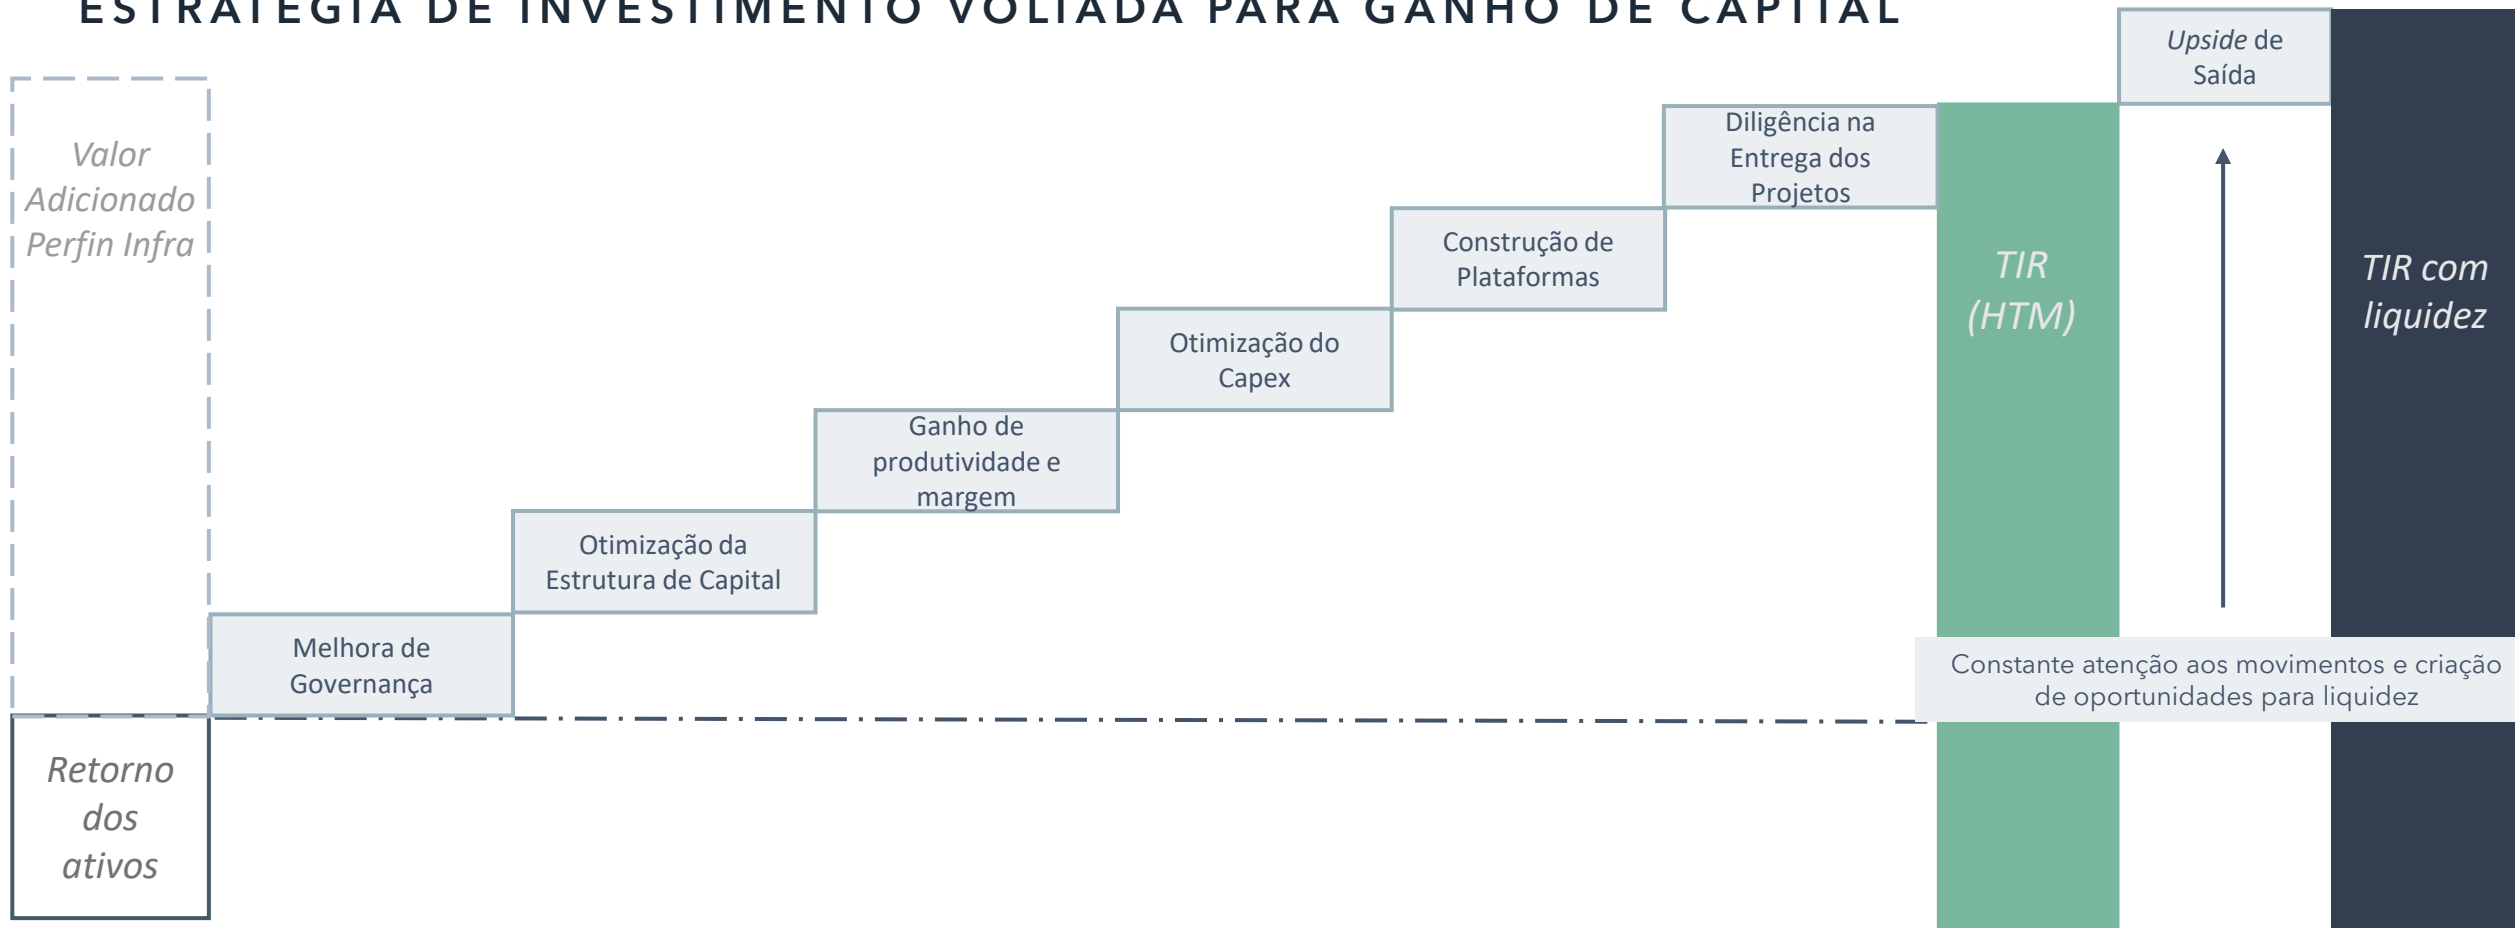 ESTRATÉGIA DE INVESTIMENTO VOLTADA PARA GANHO DE CAPITAL
Upside de
Saída
Valor
Adicionado
Perfin Infra
Diligência na
Entrega dos
Projetos
Construção de
Plataformas
TIR
(HTM)
TIR com
liquidez
Otimização do
Capex
Ganho de
produtividade e
margem
Otimização da
Estrutura de Capital
Melhora de
Governança
Constante atenção aos movimentos e criação
de oportunidades para liquidez
Retorno
dos
ativos